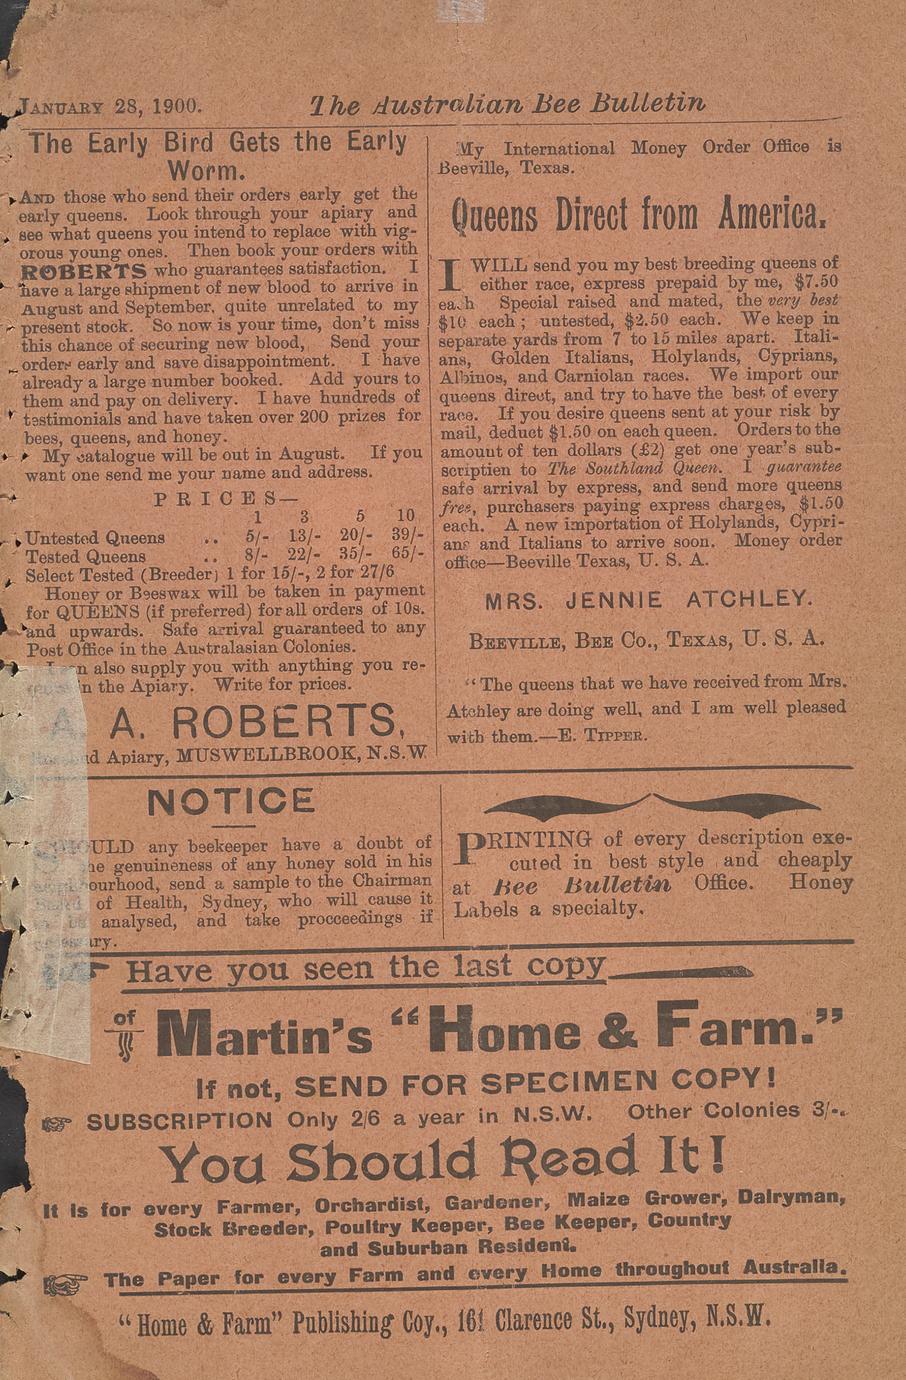 JANUARY 28, 1900. The Australian Bee Bulletin
The Early Bird Gets the Early
Worm.
AND those who send their orders early get the
early queens. Look through your apiary and
see what queens you intend to replace with vig-
orous young ones. Then book your orders with
ROBERTS who guarantees satisfaction. I
have a large shipment of new blood to arrive in
August and September, quite unrelated to my
present stock. So now is your time, don't miss
this chance of securing new blood, Send your
orders early and save disappointment. I have
already a large number booked. Add yours to
them and pay on delivery. I have hundreds of
testimonials and have taken over 200 prizes for
bees, queens, and honey.
My catalogue will be out in August. If you
want one send me your name and address.
PRICES—
1 3 5 10
Untested Queens .. 5/- 13/- 20/- 39/-
Tested Queens .. 8/- 22/- 35/- 65/-
Select Tested (Breeder) 1 for 15/-, 2 for 27/6
Honey or Beeswax will be taken in payment
for QUEENS (if preferred) for all orders of 10s.
and upwards. Safe arrival guaranteed to any
Post Office in the Australasian Colonies.
also supply you with anything you re-
in the Apiary. Write for prices.
A. A. ROBERTS,
Apiary, MUSWELLBROOK, N.S.W
My International Money Order Office is
Beeville, Texas.
Queens Direct from America.
I WILL send you my best breeding queens of
either race, express prepaid by me, $7.50
each Special raised and mated, the very best
$10 each; untested, $2.50 each. We keep in
separate yards from 7 to 15 miles apart. Itali-
ans, Golden Italians, Holylands, Cyprians,
Albinos, and Carniolan races. We import our
queens direct, and try to have the best of every
race. If you desire queens sent at your risk by
mail, deduct $1.50 on each queen. Orders to the
amount of ten dollars (£2) get one year's sub-
scriptien to The Southland Queen. I guarantee
safe arrival by express, and send more queens
free, purchasers paying express charges, $1.50
each. A new importation of Holylands, Cypri-
ans and Italians to arrive soon. Money order
office—Beeville Texas, U. S. A.
MRS. JENNIE ATCHLEY.
BEEVILLE, BEE CO., TEXAS, U. S. A.
"The queens that we have received from Mrs.
Atchley are doing well, and I am well pleased
with them.—E. TIPPER.
NOTICE
SHOULD any beekeeper have a doubt of
the genuineness of any honey sold in his
neighbourhood, send a sample to the Chairman
Board of Health, Sydney, who will cause it
to be analysed, and take procceedings if
necessary.
PRINTING of every description exe-
cuted in best style and cheaply
at Bee Bulletin Office. Honey
Labels a specialty.
Have you seen the last copy
of Martin's "Home & Farm."
If not, SEND FOR SPECIMEN COPY!
SUBSCRIPTION Only 2/6 a year in N.S.W. Other Colonies 3/-.
You Should Read It!
It is for every Farmer, Orchardist, Gardener, Maize Grower, Dairyman,
Stock Breeder, Poultry Keeper, Bee Keeper, Country
and Suburban Resident.
The Paper for every Farm and every Home throughout Australia.
"Home & Farm" Publishing Coy., 161 Clarence St., Sydney, N.S.W.